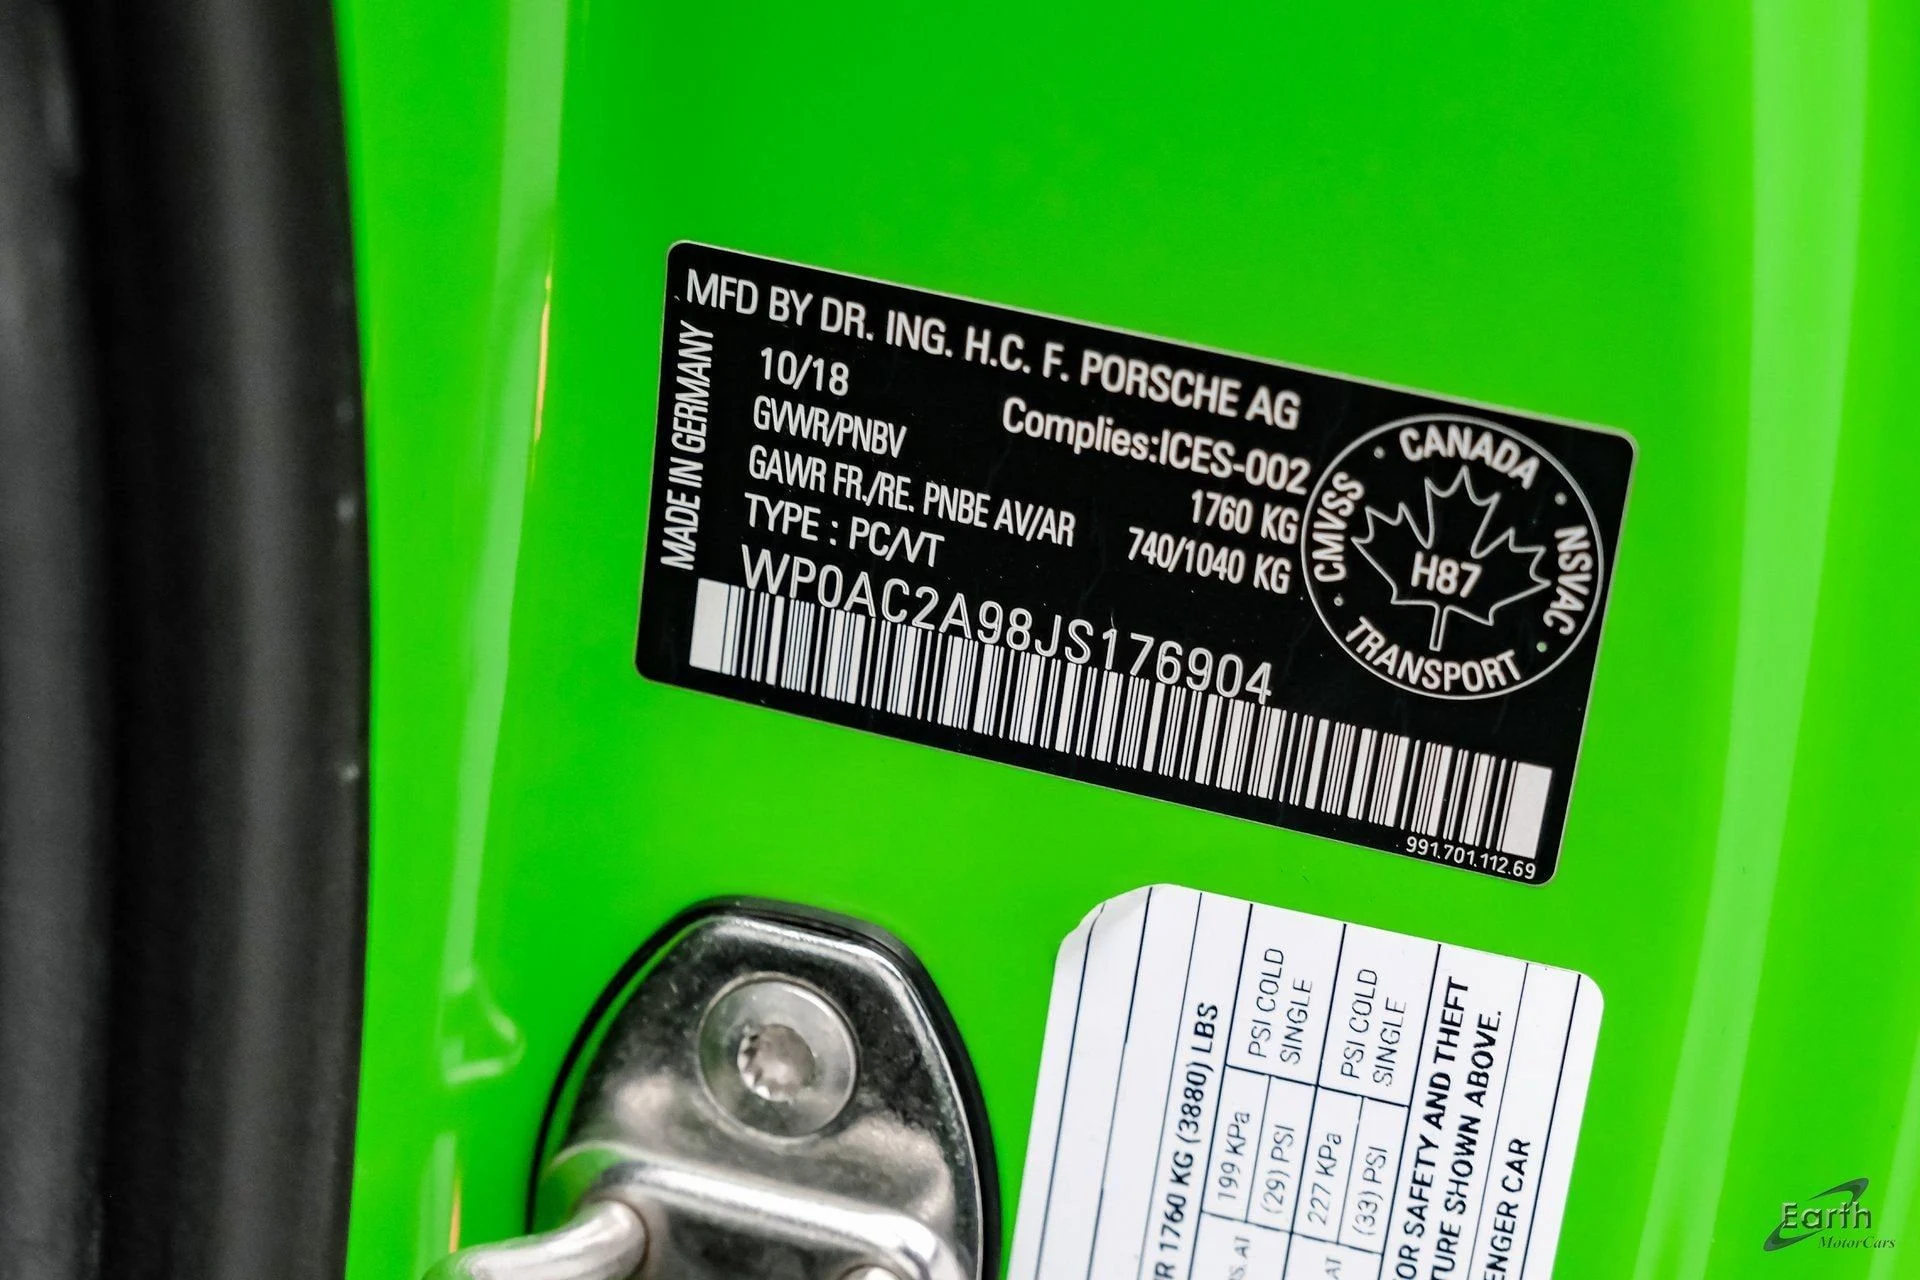 MFD BY DR. ING. H.C. F. PORSCHE AG
MADE IN GERMANY
10/18
Complies:ICES-002
GVWR/PNBV 1760 KG
GAWR FR./RE. PNBE AV/AR 740/1040 KG
TYPE : PC/VT
WP0AC2A98JS176904
CANADA
CMVSS
NSVAC
H87
TRANSPORT
991.701.112.69
1760 KG (3880) LBS
199 KPa
(29) PSI
PSI COLD
SINGLE
227 KPa
(33) PSI
PSI COLD
SINGLE
SAFETY AND THEFT
SHOWN ABOVE.
CAR
Earth
MotorCars